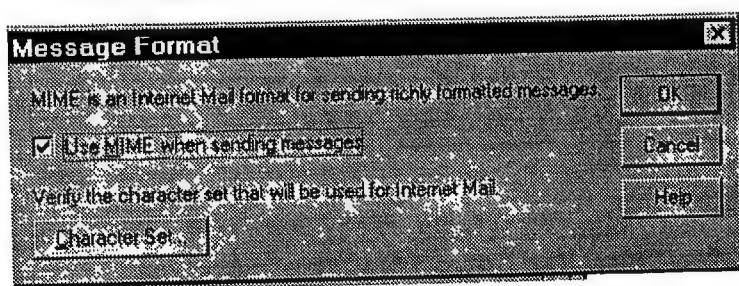 Message Format
MIME is an Internet Mail format for sending richly formatted messages.
OK
Use MIME when sending messages
Cancel
Verify the character set that will be used for Internet Mail.
Help
Character Set...